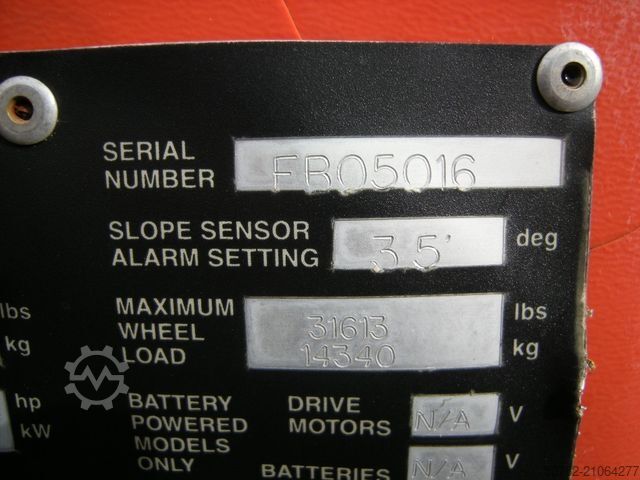 SERIAL
NUMBER FB05016
SLOPE SENSOR
ALARM SETTING 3.5° deg
MAXIMUM
WHEEL
LOAD
31613 lbs
14340 kg
lbs
kg
hp
kW
BATTERY
POWERED
MODELS
ONLY
DRIVE
MOTORS N/A V
BATTERIES N/A V
-21064277